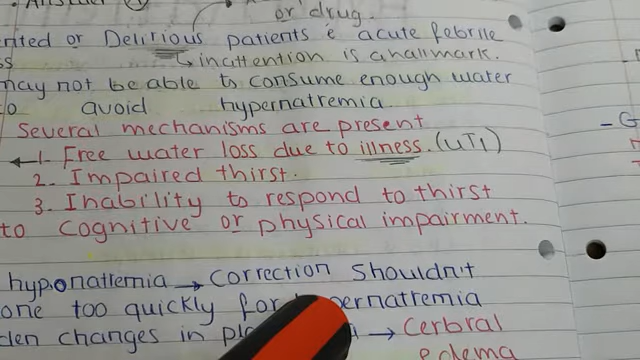 or drug.
ented or Delirious patients ē acute febrile
ss ↳ inattention is a hallmark.
may not be able to consume enough water
to avoid hypernatremia.
Several mechanisms are present
← 1. Free water loss due to illness. (UTI)
2. Impaired thirst.
3. Inability to respond to thirst
to cognitive or physical impairment.
- G
hyponatremia → correction shouldn't
one too quickly for hypernatremia
den changes in → Cerbral
edema